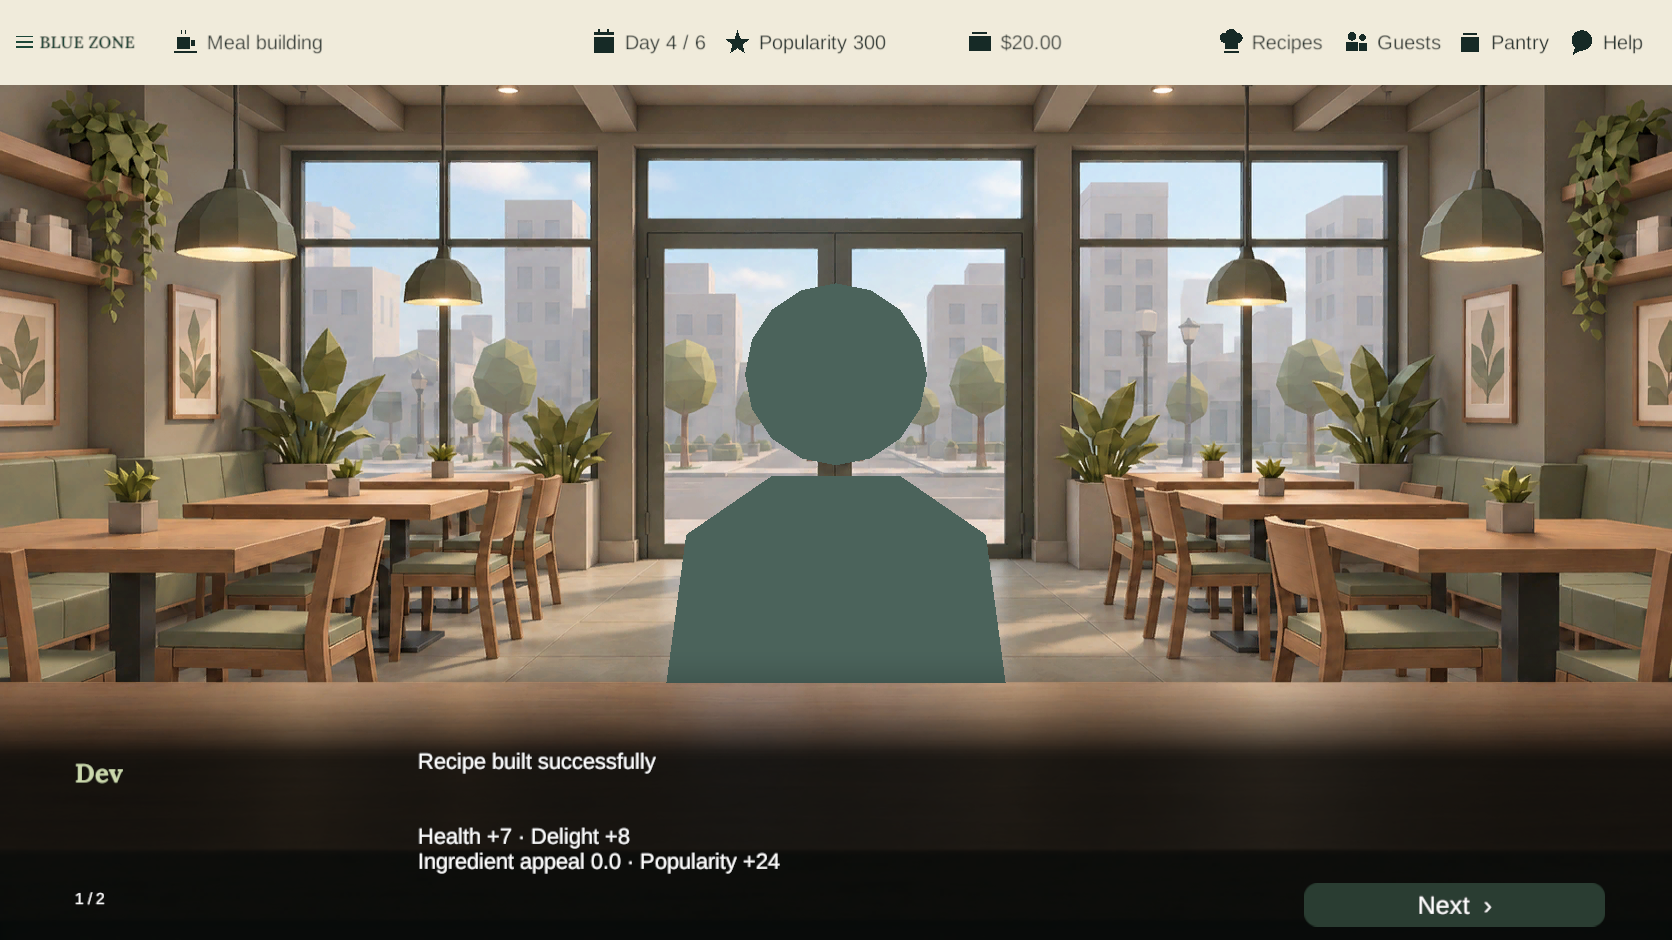 BLUE ZONE
Meal building
Day 4 / 6
Popularity 300
$20.00
Recipes
Guests
Pantry
Help
Dev
Recipe built successfully
Health +7 · Delight +8
Ingredient appeal 0.0 · Popularity +24
1 / 2
Next ›